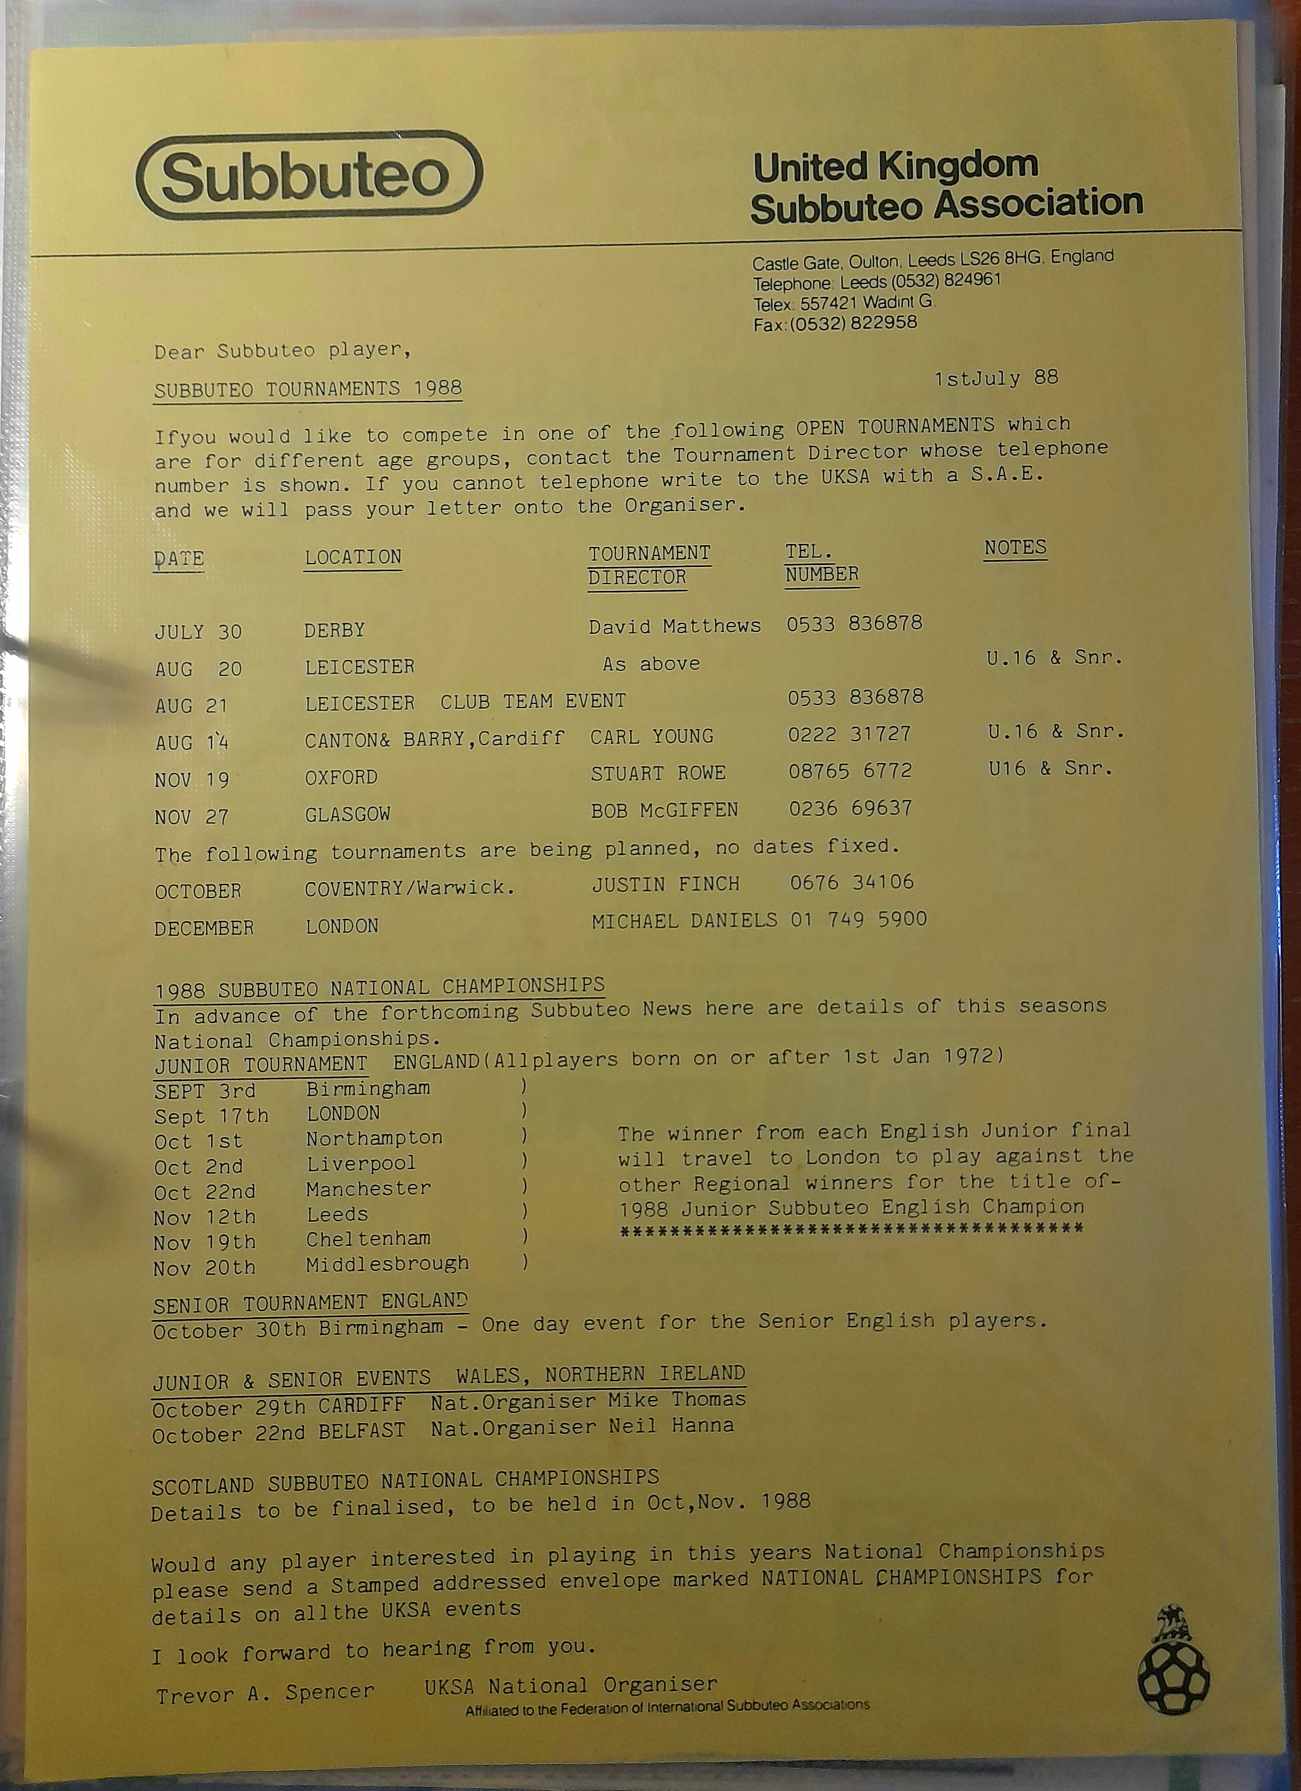 Subbuteo
United Kingdom
Subbuteo Association
Castle Gate, Oulton, Leeds LS26 8HG, England
Telephone: Leeds (0532) 824961
Telex: 557421 Wadint G.
Fax:(0532) 822958
Dear Subbuteo player,
SUBBUTEO TOURNAMENTS 1988 1stJuly 88
Ifyou would like to compete in one of the following OPEN TOURNAMENTS which
are for different age groups, contact the Tournament Director whose telephone
number is shown. If you cannot telephone write to the UKSA with a S.A.E.
and we will pass your letter onto the Organiser.
DATE LOCATION TOURNAMENT TEL. NOTES
DIRECTOR NUMBER
JULY 30 DERBY David Matthews 0533 836878
AUG 20 LEICESTER As above U.16 & Snr.
AUG 21 LEICESTER CLUB TEAM EVENT 0533 836878
AUG 14 CANTON& BARRY,Cardiff CARL YOUNG 0222 31727 U.16 & Snr.
NOV 19 OXFORD STUART ROWE 08765 6772 U16 & Snr.
NOV 27 GLASGOW BOB McGIFFEN 0236 69637
The following tournaments are being planned, no dates fixed.
OCTOBER COVENTRY/Warwick. JUSTIN FINCH 0676 34106
DECEMBER LONDON MICHAEL DANIELS 01 749 5900
1988 SUBBUTEO NATIONAL CHAMPIONSHIPS
In advance of the forthcoming Subbuteo News here are details of this seasons
National Championships.
JUNIOR TOURNAMENT ENGLAND(Allplayers born on or after 1st Jan 1972)
SEPT 3rd Birmingham )
Sept 17th LONDON )
Oct 1st Northampton ) The winner from each English Junior final
Oct 2nd Liverpool ) will travel to London to play against the
Oct 22nd Manchester ) other Regional winners for the title of-
Nov 12th Leeds ) 1988 Junior Subbuteo English Champion
Nov 19th Cheltenham ) *************************************
Nov 20th Middlesbrough )
SENIOR TOURNAMENT ENGLAND
October 30th Birmingham - One day event for the Senior English players.
JUNIOR & SENIOR EVENTS WALES, NORTHERN IRELAND
October 29th CARDIFF Nat.Organiser Mike Thomas
October 22nd BELFAST Nat.Organiser Neil Hanna
SCOTLAND SUBBUTEO NATIONAL CHAMPIONSHIPS
Details to be finalised, to be held in Oct,Nov. 1988
Would any player interested in playing in this years National Championships
please send a Stamped addressed envelope marked NATIONAL CHAMPIONSHIPS for
details on allthe UKSA events
I look forward to hearing from you.
Trevor A. Spencer UKSA National Organiser
Affiliated to the Federation of International Subbuteo Associations